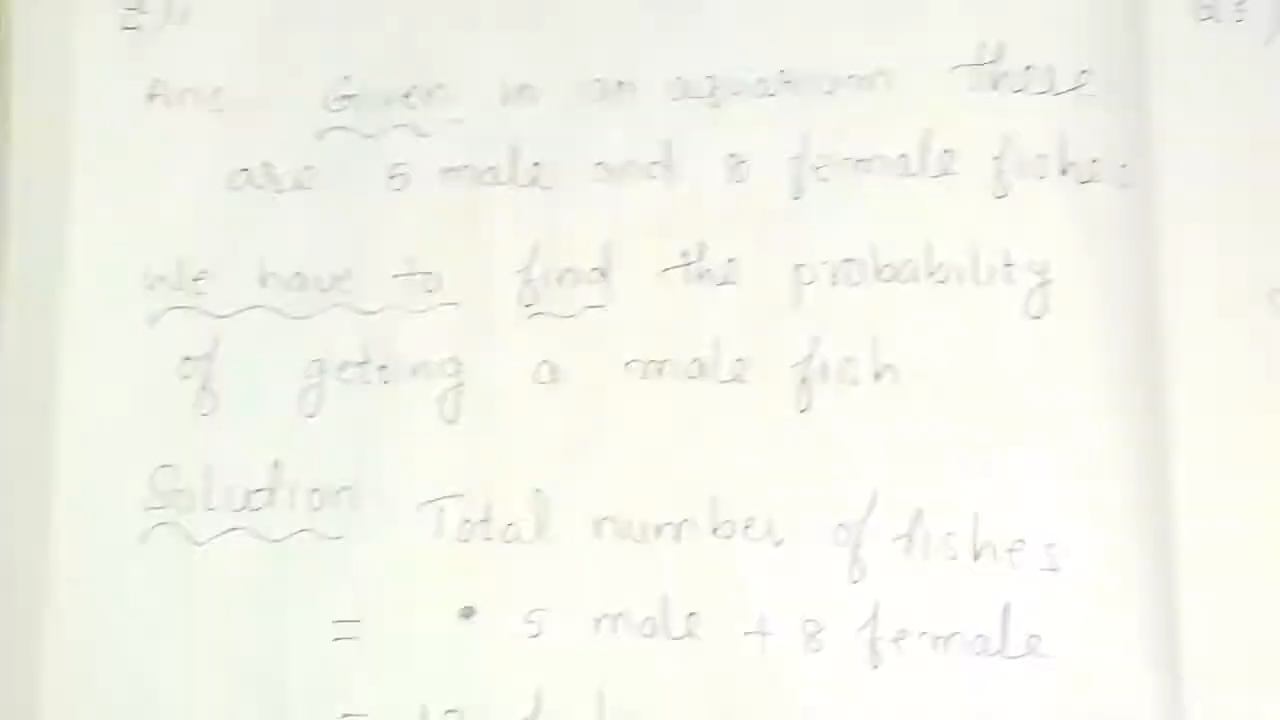 Ans Given in an aquarium these
are 5 male and 8 female fishes
We have to find the probability
of getting a male fish
Solution Total number of fishes
= 5 male + 8 female
=